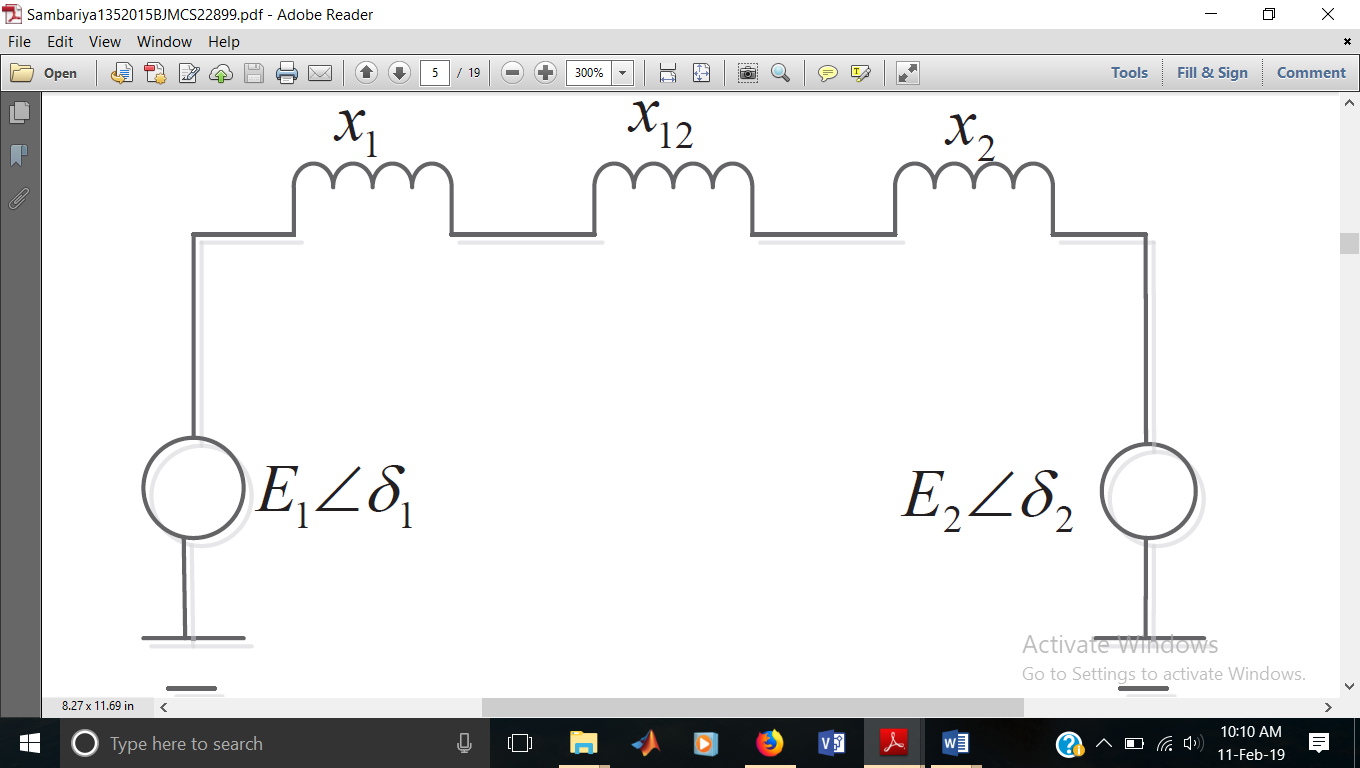 Sambariya1352015BJMCS22899.pdf - Adobe Reader
File Edit View Window Help
Open 5 / 19 300% Tools Fill & Sign Comment
x₁ x₁₂ x₂
E₁∠δ₁ E₂∠δ₂
Activate Windows
Go to Settings to activate Windows.
8.27 x 11.69 in
Type here to search
10:10 AM
11-Feb-19